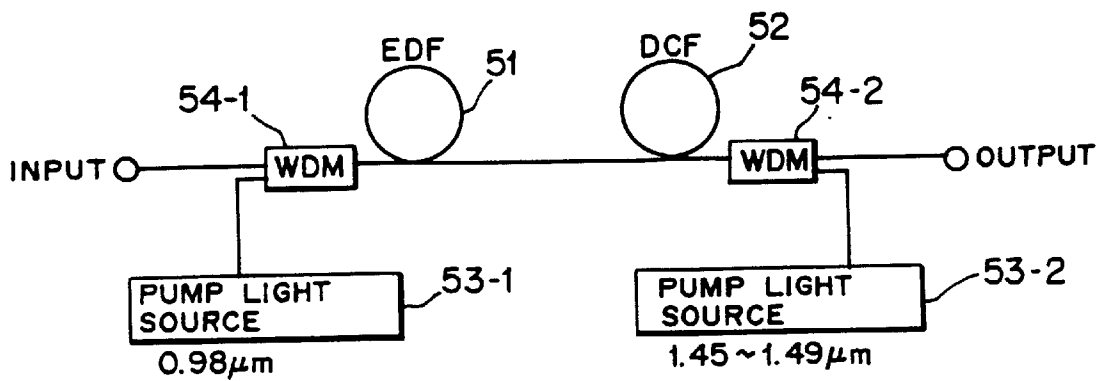 EDF
51
DCF
52
54-1
54-2
INPUT
WDM
WDM
OUTPUT
PUMP LIGHT
SOURCE
53-1
0.98μm
PUMP LIGHT
SOURCE
53-2
1.45~1.49μm